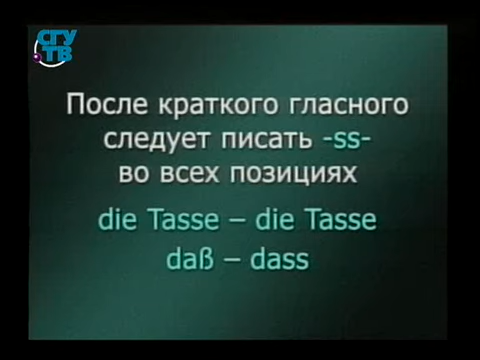 СГУ
ТВ
После краткого гласного
следует писать -ss-
во всех позициях
die Tasse – die Tasse
daß – dass